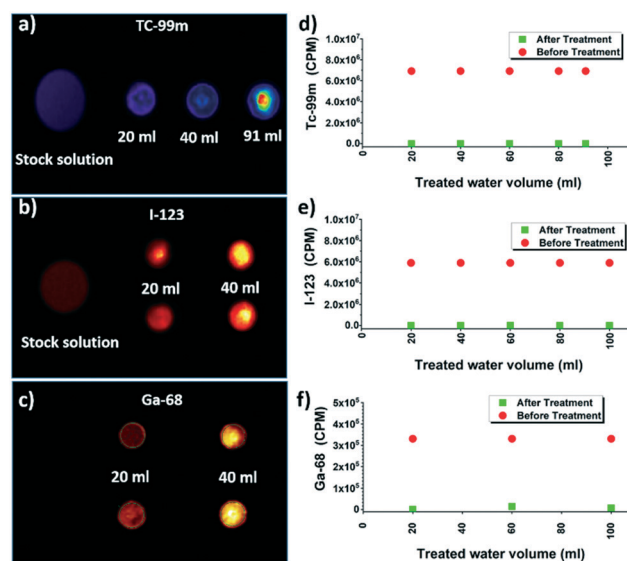 a)
TC-99m
20 ml
40 ml
91 ml
Stock solution
b)
I-123
20 ml
40 ml
Stock solution
c)
Ga-68
20 ml
40 ml
d)
After Treatment
Before Treatment
Tc-99m (CPM)
1.0x10⁷
8.0x10⁶
6.0x10⁶
4.0x10⁶
2.0x10⁶
0.0
0
20
40
60
80
100
Treated water volume (ml)
e)
After Treatment
Before Treatment
I-123 (CPM)
1.0x10⁷
8.0x10⁶
6.0x10⁶
4.0x10⁶
2.0x10⁶
0.0
0
20
40
60
80
100
Treated water volume (ml)
f)
After Treatment
Before Treatment
Ga-68 (CPM)
5x10⁵
4x10⁵
3x10⁵
2x10⁵
1x10⁵
0
0
20
40
60
80
100
Treated water volume (ml)